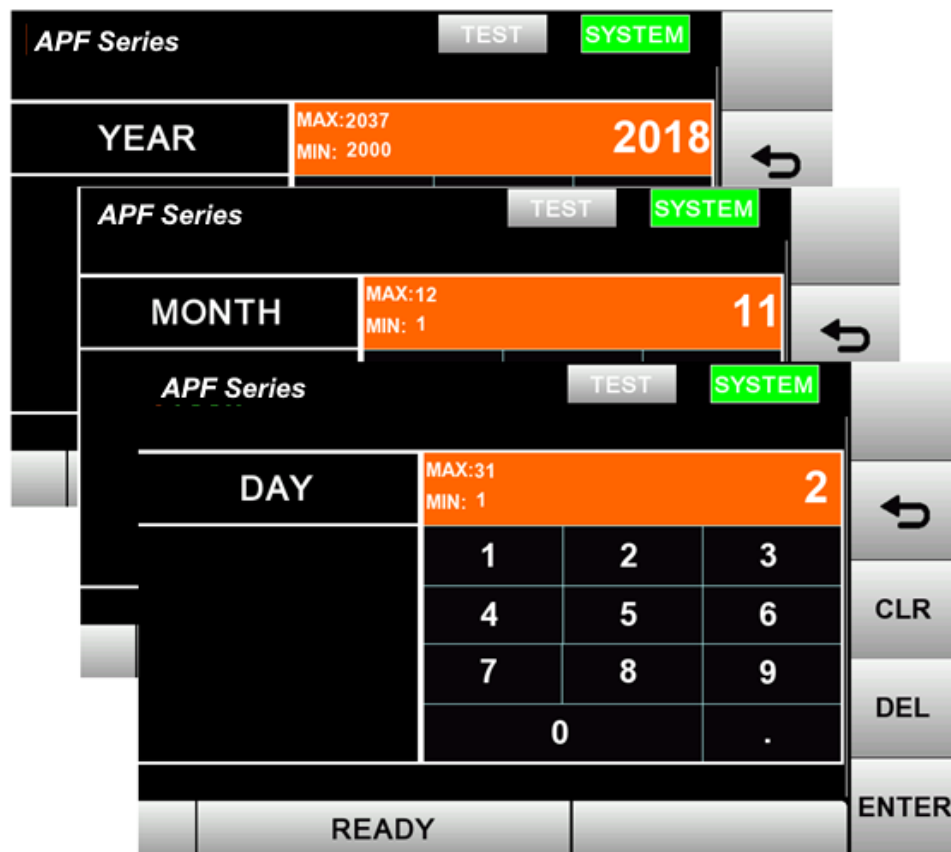 APF Series TEST SYSTEM
YEAR MAX:2037 2018
MIN: 2000
APF Series TEST SYSTEM
MONTH MAX:12 11
MIN: 1
APF Series TEST SYSTEM
DAY MAX:31 2
MIN: 1
1 2 3
4 5 6 CLR
7 8 9
0 . DEL
READY ENTER